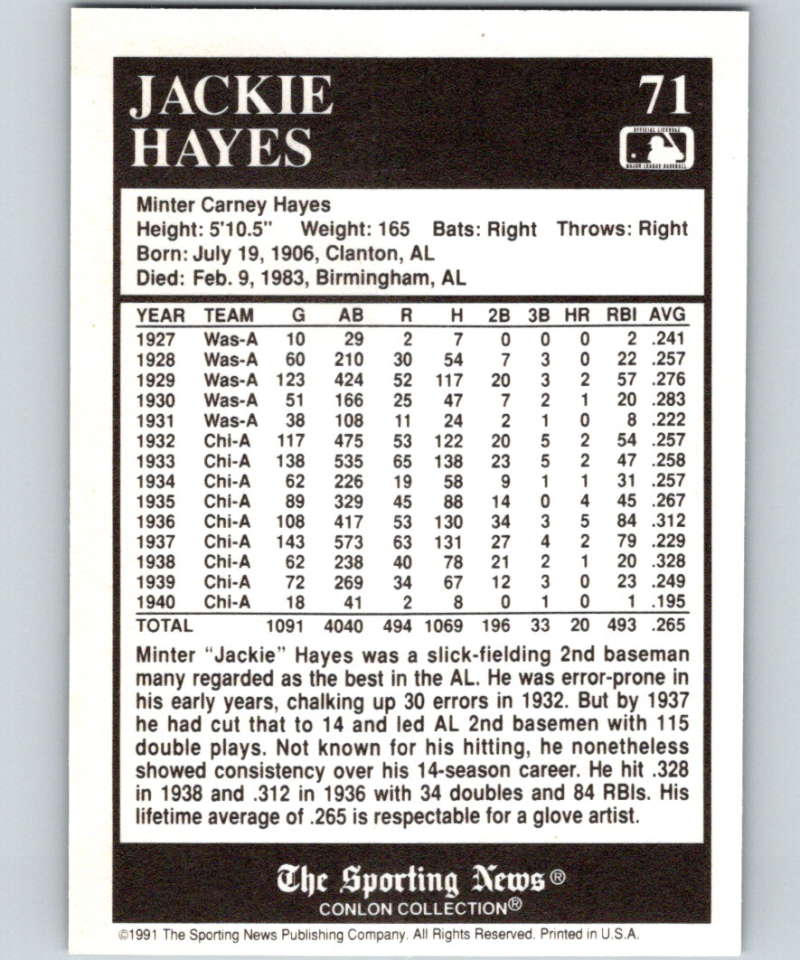 JACKIE 71
HAYES
OFFICIAL LICENSEE
MAJOR LEAGUE BASEBALL
Minter Carney Hayes
Height: 5'10.5" Weight: 165 Bats: Right Throws: Right
Born: July 19, 1906, Clanton, AL
Died: Feb. 9, 1983, Birmingham, AL
YEAR TEAM G AB R H 2B 3B HR RBI AVG
1927 Was-A 10 29 2 7 0 0 0 2 .241
1928 Was-A 60 210 30 54 7 3 0 22 .257
1929 Was-A 123 424 52 117 20 3 2 57 .276
1930 Was-A 51 166 25 47 7 2 1 20 .283
1931 Was-A 38 108 11 24 2 1 0 8 .222
1932 Chi-A 117 475 53 122 20 5 2 54 .257
1933 Chi-A 138 535 65 138 23 5 2 47 .258
1934 Chi-A 62 226 19 58 9 1 1 31 .257
1935 Chi-A 89 329 45 88 14 0 4 45 .267
1936 Chi-A 108 417 53 130 34 3 5 84 .312
1937 Chi-A 143 573 63 131 27 4 2 79 .229
1938 Chi-A 62 238 40 78 21 2 1 20 .328
1939 Chi-A 72 269 34 67 12 3 0 23 .249
1940 Chi-A 18 41 2 8 0 1 0 1 .195
TOTAL 1091 4040 494 1069 196 33 20 493 .265
Minter “Jackie” Hayes was a slick-fielding 2nd baseman
many regarded as the best in the AL. He was error-prone in
his early years, chalking up 30 errors in 1932. But by 1937
he had cut that to 14 and led AL 2nd basemen with 115
double plays. Not known for his hitting, he nonetheless
showed consistency over his 14-season career. He hit .328
in 1938 and .312 in 1936 with 34 doubles and 84 RBIs. His
lifetime average of .265 is respectable for a glove artist.
The Sporting News®
CONLON COLLECTION®
©1991 The Sporting News Publishing Company. All Rights Reserved. Printed in U.S.A.